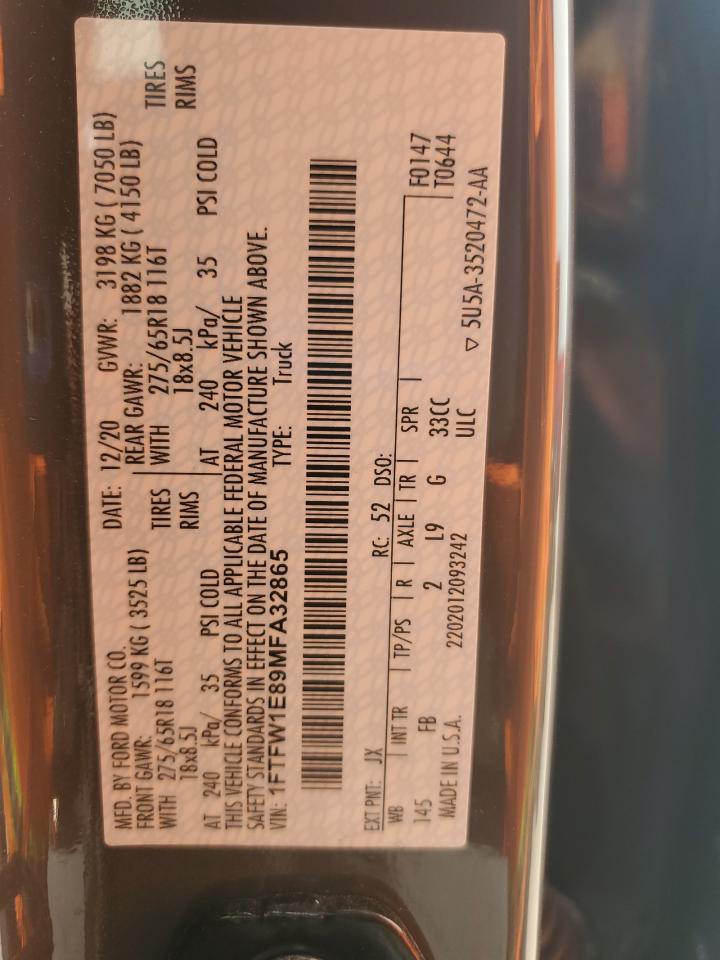 MFD. BY FORD MOTOR CO. DATE: 12/20 GVWR: 3198 KG ( 7050 LB)
FRONT GAWR: 1599 KG ( 3525 LB) REAR GAWR: 1882 KG ( 4150 LB)
WITH 275/65R18 116T TIRES WITH 275/65R18 116T TIRES
18x8.5J RIMS 18x8.5J RIMS
AT 240 kPa/ 35 PSI COLD AT 240 kPa/ 35 PSI COLD
THIS VEHICLE CONFORMS TO ALL APPLICABLE FEDERAL MOTOR VEHICLE
SAFETY STANDARDS IN EFFECT ON THE DATE OF MANUFACTURE SHOWN ABOVE.
VIN: 1FTFW1E89MFA32865 TYPE: Truck
EXT PNT: JX RC: 52 DSO:
WB | INT TR | TP/PS | R | AXLE | TR | SPR | F0147
145 FB 2 L9 G 33CC T0644
ULC
MADE IN U.S.A. 2202012093242 ▽ 5U5A-3520472-AA